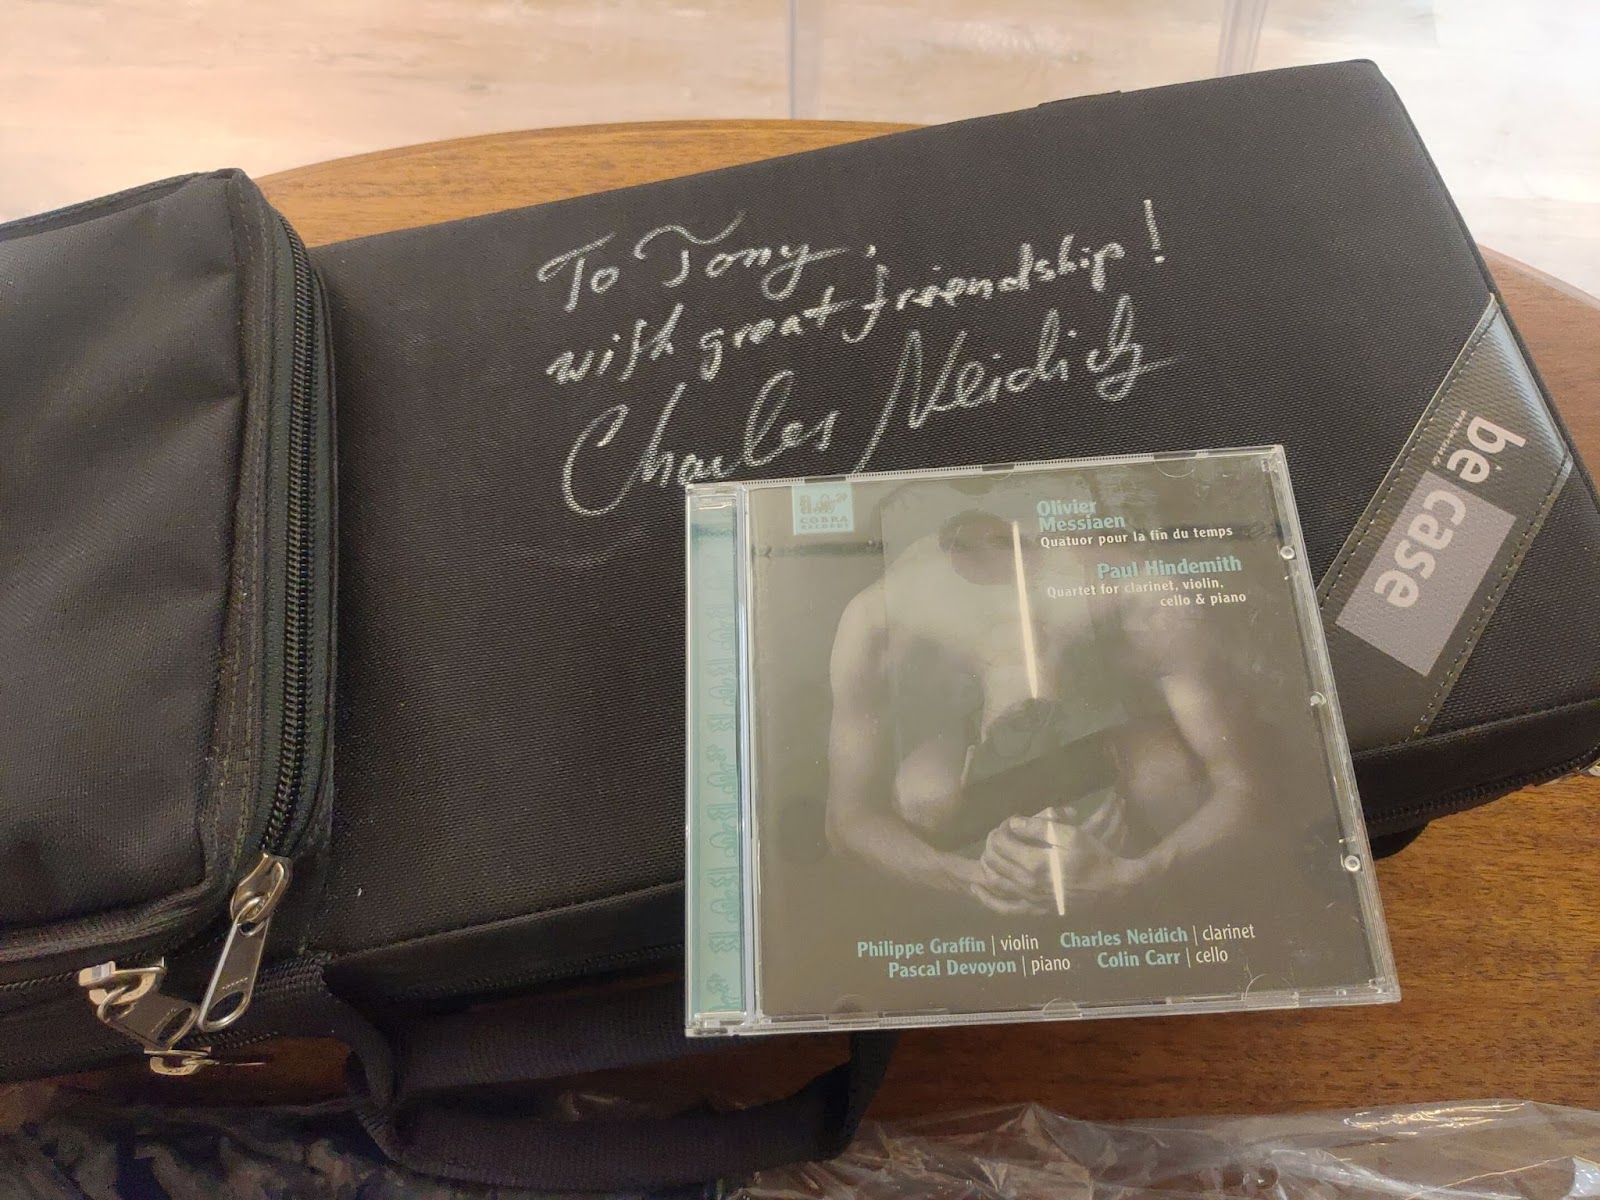 To Tony,
with great friendship!
Charles Neidich
be case
COBRA
RECORDS
Olivier
Messiaen
Quatuor pour la fin du temps
Paul Hindemith
Quartet for clarinet, violin,
cello & piano
Philippe Graffin | violin Charles Neidich | clarinet
Pascal Devoyon | piano Colin Carr | cello